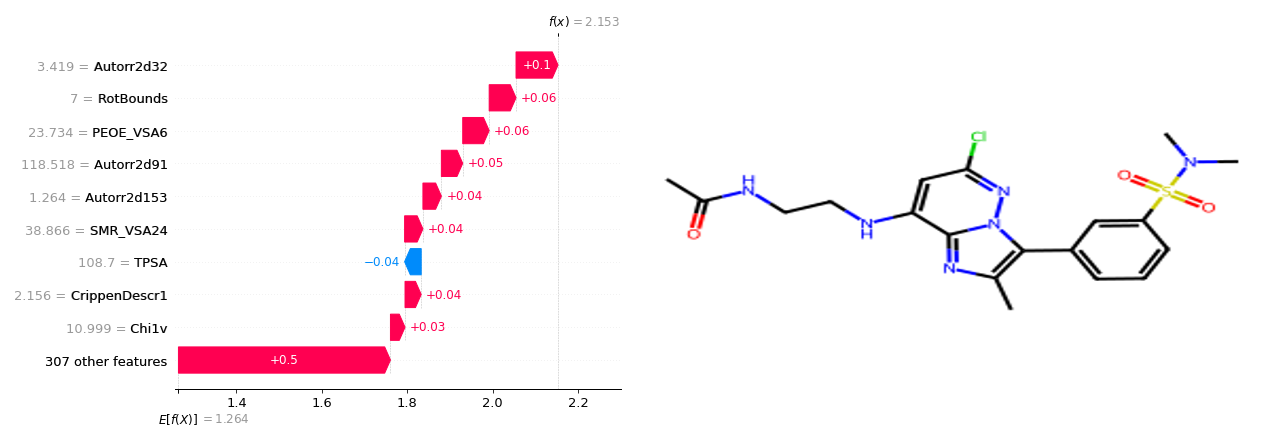 f(x) = 2.153
3.419 = Autorr2d32
+0.1
7 = RotBounds
+0.06
23.734 = PEOE_VSA6
+0.06
118.518 = Autorr2d91
+0.05
1.264 = Autorr2d153
+0.04
38.866 = SMR_VSA24
+0.04
108.7 = TPSA
−0.04
2.156 = CrippenDescr1
+0.04
10.999 = Chi1v
+0.03
307 other features
+0.5
1.4 1.6 1.8 2.0 2.2
E[f(X)] = 1.264
Cl
N
O
S
O
H
N
N
O
N
H
N
N